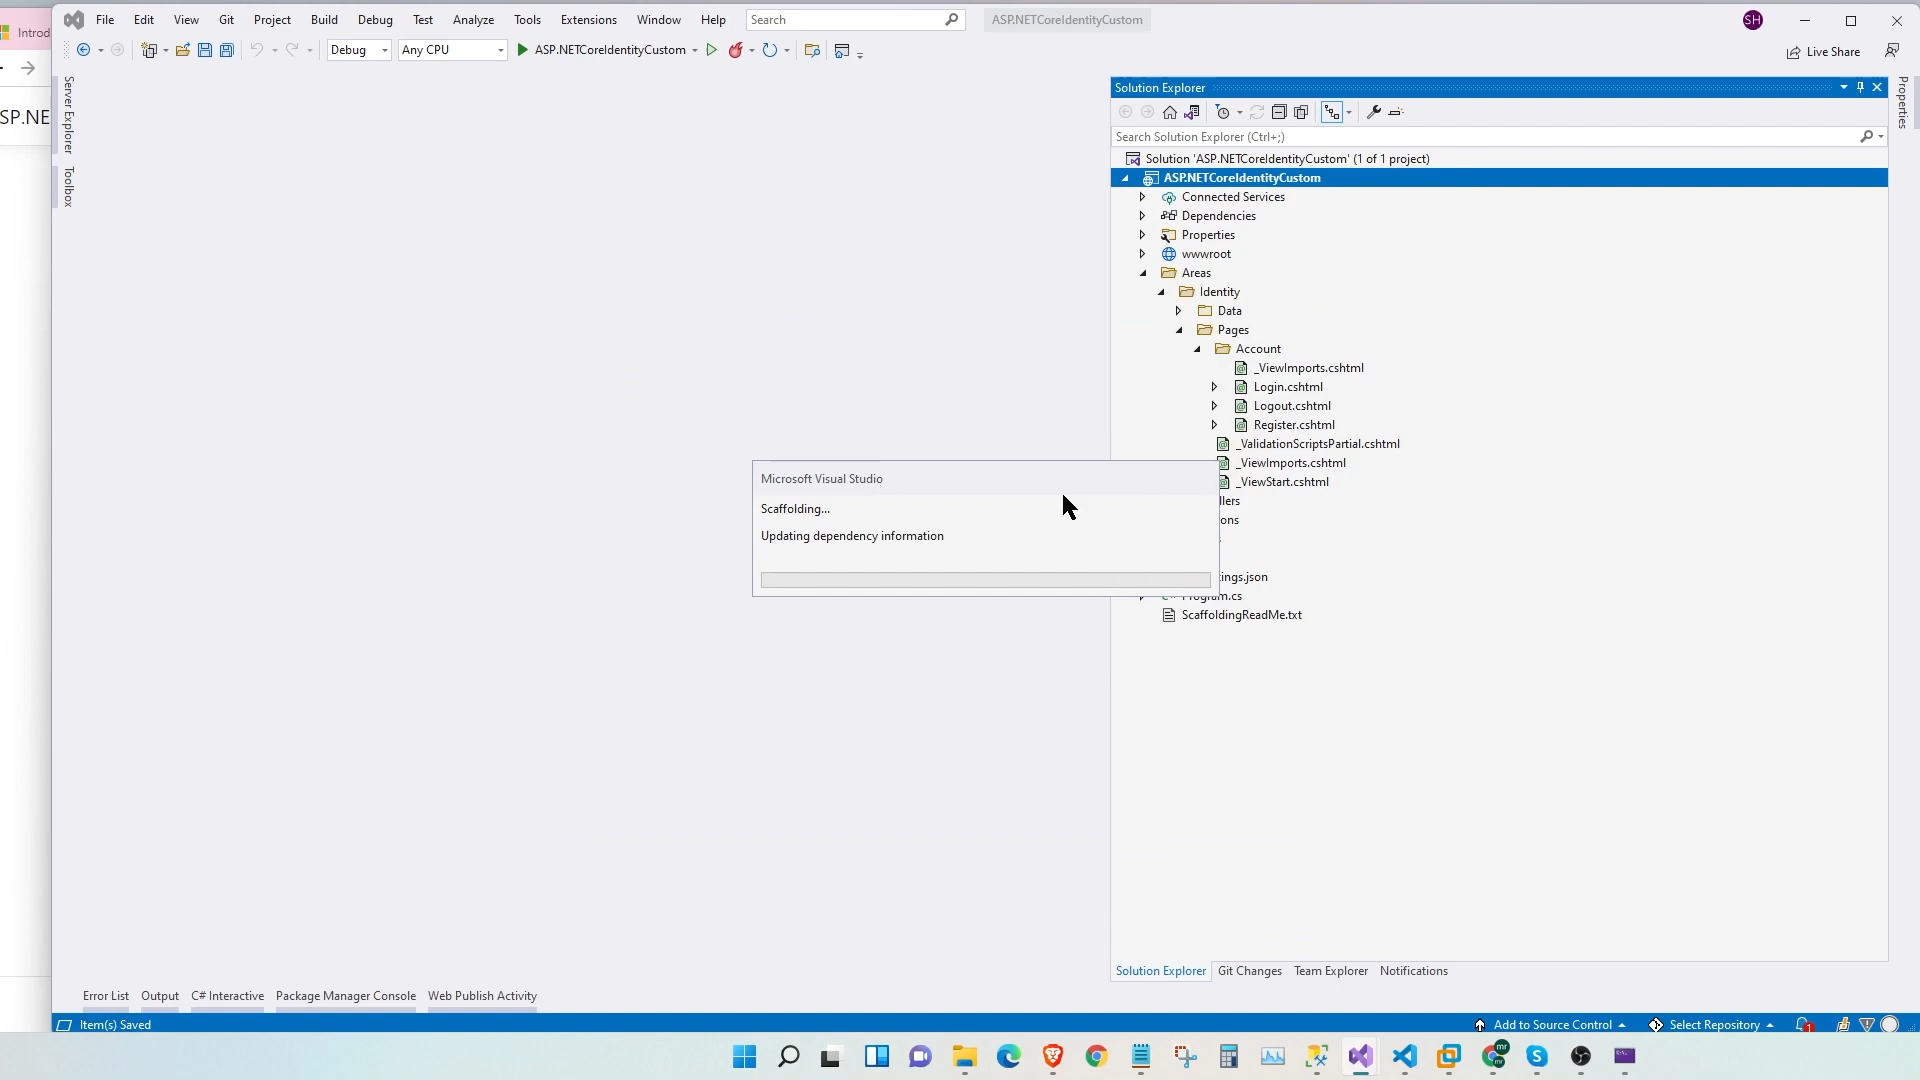 Introd
SP.NE
File Edit View Git Project Build Debug Test Analyze Tools Extensions Window Help Search ASP.NETCoreIdentityCustom SH
Debug Any CPU ASP.NETCoreIdentityCustom Live Share
Server Explorer
Toolbox
Properties
Solution Explorer
Search Solution Explorer (Ctrl+;)
Solution 'ASP.NETCoreIdentityCustom' (1 of 1 project)
ASP.NETCoreIdentityCustom
Connected Services
Dependencies
Properties
wwwroot
Areas
Identity
Data
Pages
Account
_ViewImports.cshtml
Login.cshtml
Logout.cshtml
Register.cshtml
_ValidationScriptsPartial.cshtml
_ViewImports.cshtml
_ViewStart.cshtml
llers
ons
s
tings.json
Program.cs
ScaffoldingReadMe.txt
Microsoft Visual Studio
Scaffolding...
Updating dependency information
Solution Explorer Git Changes Team Explorer Notifications
Error List Output C# Interactive Package Manager Console Web Publish Activity
Item(s) Saved Add to Source Control Select Repository 1